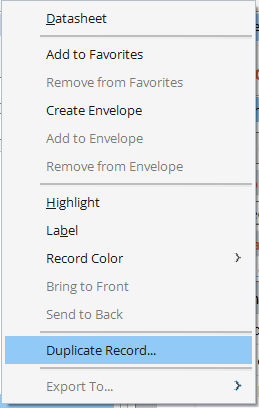 Datasheet
Add to Favorites
Remove from Favorites
Create Envelope
Add to Envelope
Remove from Envelope
Highlight
Label
Record Color
Bring to Front
Send to Back
Duplicate Record...
Export To...